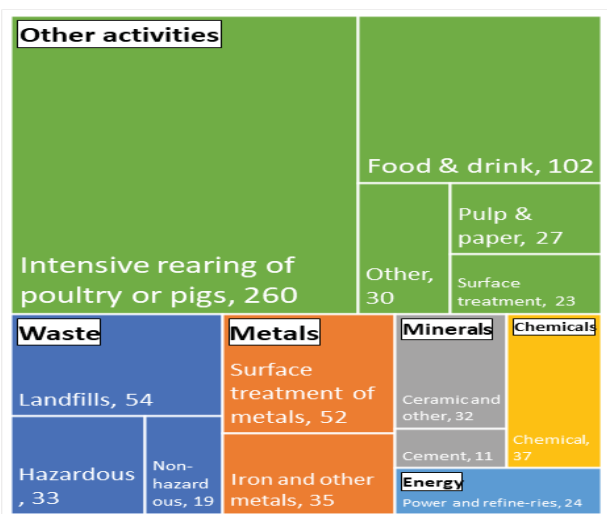 Other activities
Intensive rearing of
poultry or pigs, 260
Food & drink, 102
Other,
30
Pulp &
paper, 27
Surface
treatment, 23
Waste
Landfills, 54
Hazardous
, 33
Non-
hazard
ous, 19
Metals
Surface
treatment of
metals, 52
Iron and other
metals, 35
Minerals
Ceramic and
other, 32
Cement, 11
Chemicals
Chemical,
37
Energy
Power and refine-ries, 24